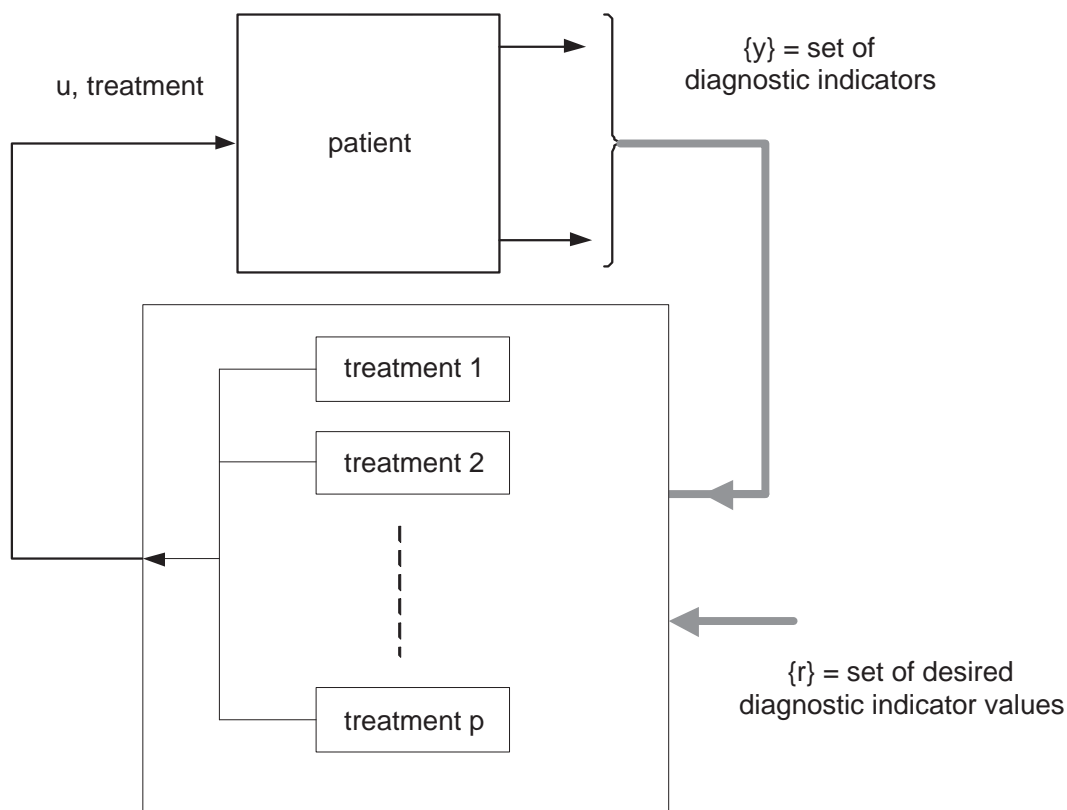 {y} = set of
diagnostic indicators
u, treatment
patient
treatment 1
treatment 2
{r} = set of desired
diagnostic indicator values
treatment p